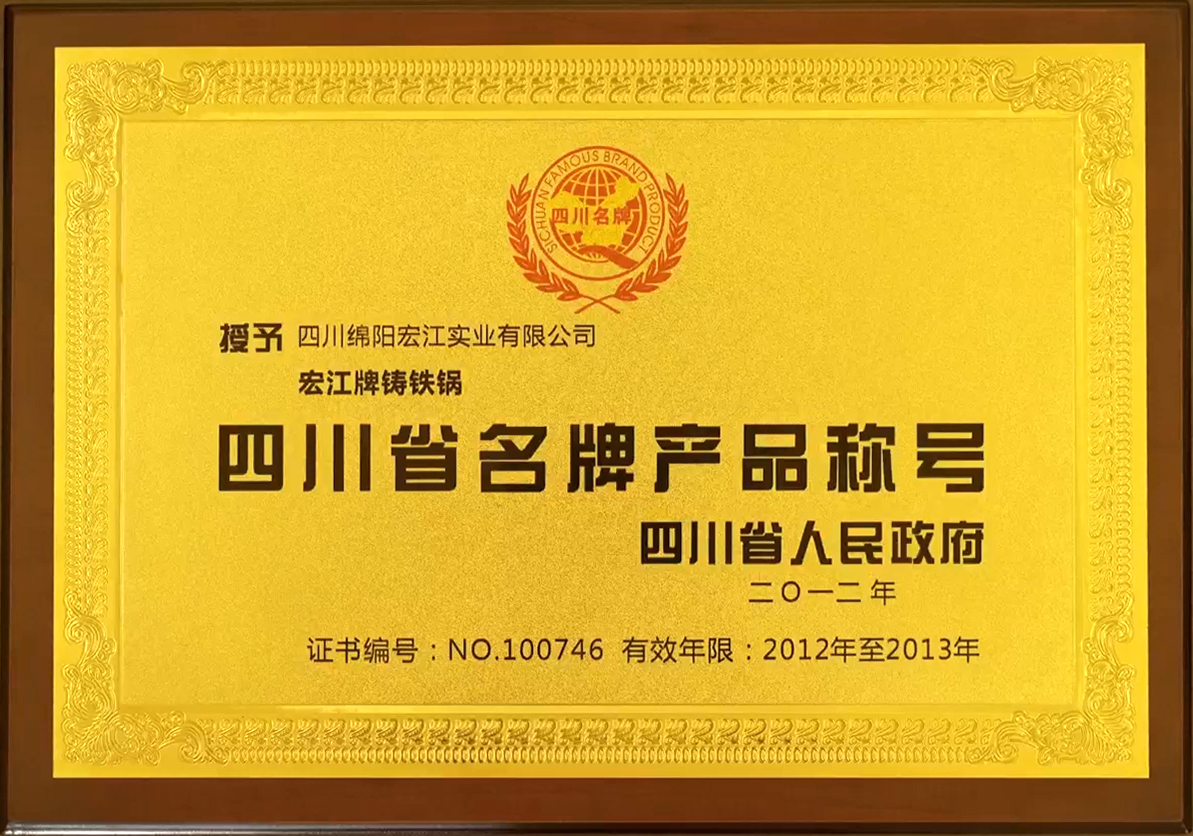 SICHUAN FAMOUS BRAND PRODUCT
四川名牌
授予 四川绵阳宏江实业有限公司
宏江牌铸铁锅
四川省名牌产品称号
四川省人民政府
二〇一二年
证书编号：NO.100746 有效年限：2012年至2013年